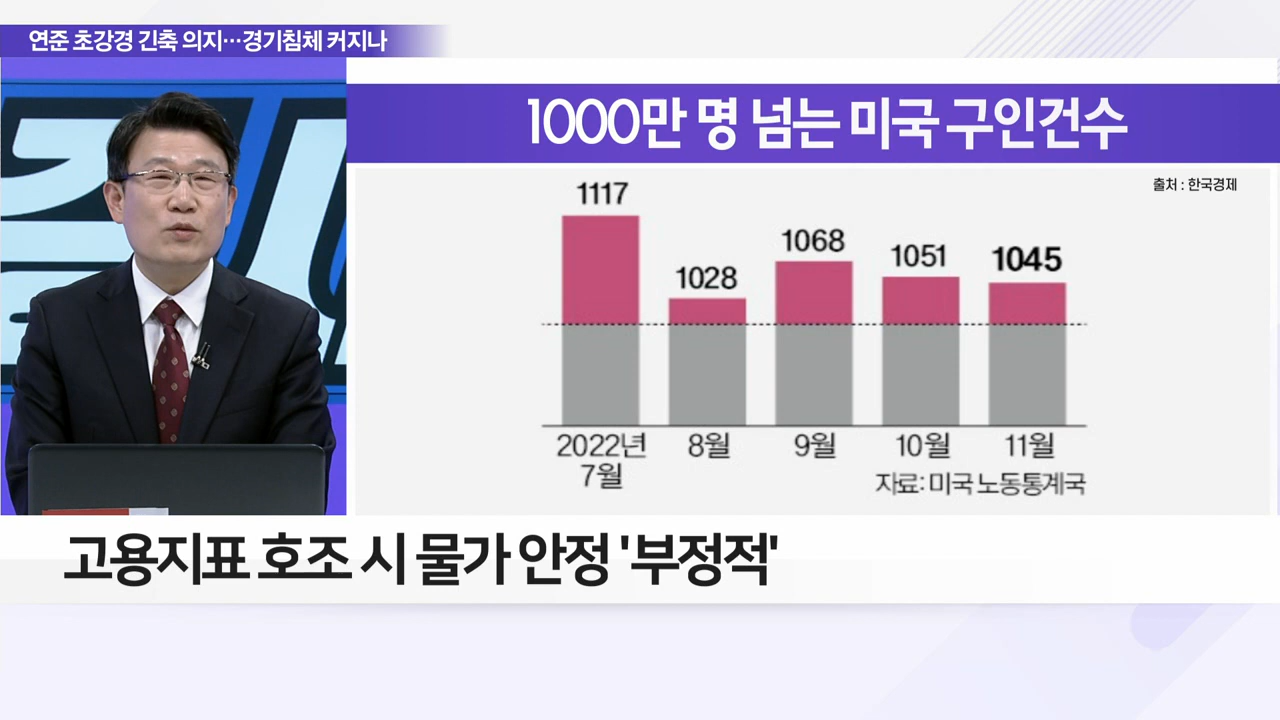 연준 초강경 긴축 의지…경기침체 커지나
1000만 명 넘는 미국 구인건수
출처 : 한국경제
1117
1028
1068
1051
1045
2022년 7월
8월
9월
10월
11월
자료: 미국 노동통계국
고용지표 호조 시 물가 안정 '부정적'